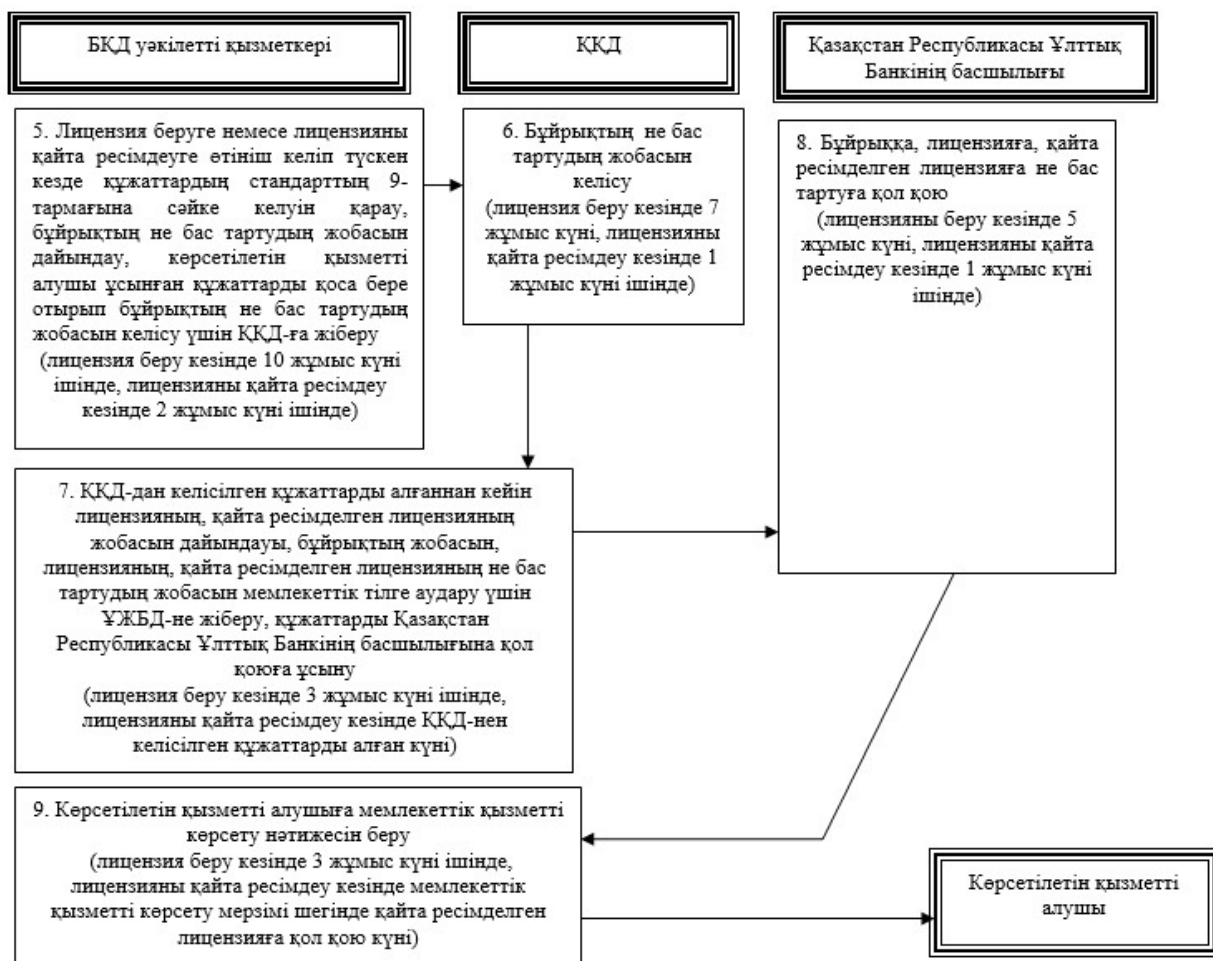 БҚД уәкілетті қызметкері
ҚҚД
Қазақстан Республикасы Ұлттық
Банкінің басшылығы
5. Лицензия беруге немесе лицензияны
қайта ресімдеуге өтініш келіп түскен
кезде құжаттардың стандарттың 9-
тармағына сәйке келуін қарау,
бұйрықтың не бас тартудың жобасын
дайындау, көрсетілетін қызметті
алушы ұсынған құжаттарды қоса бере
отырып бұйрықтың не бас тартудың
жобасын келісу үшін ҚҚД-ға жіберу
(лицензия беру кезінде 10 жұмыс күні
ішінде, лицензияны қайта ресімдеу
кезінде 2 жұмыс күні ішінде)
6. Бұйрықтың не бас
тартудың жобасын
келісу
(лицензия беру кезінде 7
жұмыс күні, лицензияны
қайта ресімдеу кезінде 1
жұмыс күні ішінде)
8. Бұйрыққа, лицензияға, қайта
ресімделген лицензияға не бас
тартуға қол қою
(лицензияны беру кезінде 5
жұмыс күні, лицензияны қайта
ресімдеу кезінде 1 жұмыс күні
ішінде)
7. ҚҚД-дан келісілген құжаттарды алғаннан кейін
лицензияның, қайта ресімделген лицензияның
жобасын дайындауы, бұйрықтың жобасын,
лицензияның, қайта ресімделген лицензияның не бас
тартудың жобасын мемлекеттік тілге аудару үшін
ҰЖБД-не жіберу, құжаттарды Қазақстан
Республикасы Ұлттық Банкінің басшылығына қол
қоюға ұсыну
(лицензия беру кезінде 3 жұмыс күні ішінде,
лицензияны қайта ресімдеу кезінде ҚҚД-нен
келісілген құжаттарды алған күні)
9. Көрсетілетін қызметті алушыға мемлекеттік қызметті
көрсету нәтижесін беру
(лицензия беру кезінде 3 жұмыс күні ішінде,
лицензияны қайта ресімдеу кезінде мемлекеттік
қызметті көрсету мерзімі шегінде қайта ресімделген
лицензияға қол қою күні)
Көрсетілетін қызметті
алушы